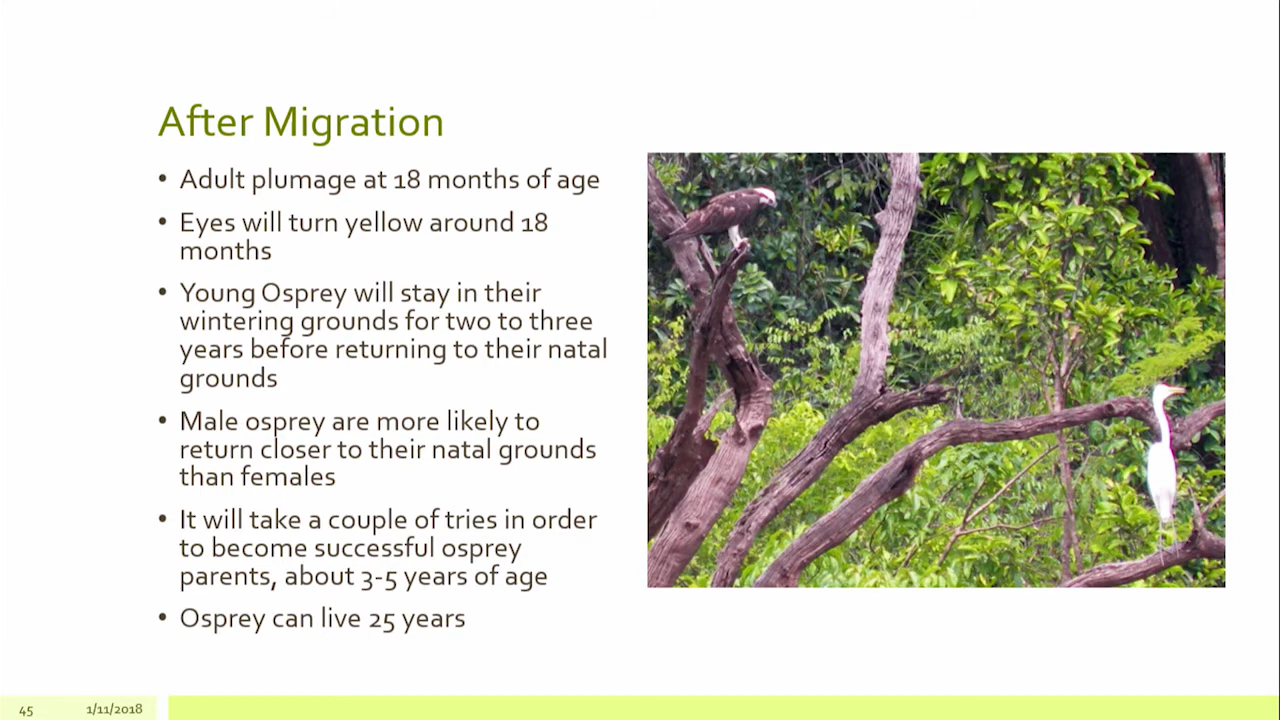 After Migration
• Adult plumage at 18 months of age
• Eyes will turn yellow around 18
months
• Young Osprey will stay in their
wintering grounds for two to three
years before returning to their natal
grounds
• Male osprey are more likely to
return closer to their natal grounds
than females
• It will take a couple of tries in order
to become successful osprey
parents, about 3-5 years of age
• Osprey can live 25 years
45 1/11/2018